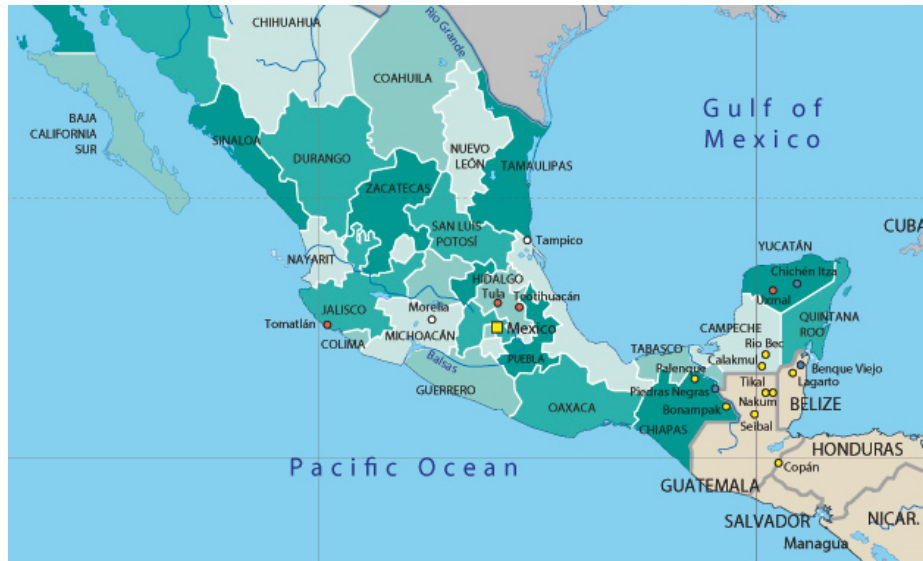 CHIHUAHUA
Rio Grande
COAHUILA
BAJA
CALIFORNIA
SUR
SINALOA
DURANGO
NUEVO
LEÓN
TAMAULIPAS
Gulf of
Mexico
ZACATECAS
SAN LUIS
POTOSÍ
Tampico
CUBA
NAYARIT
HIDALGO
Tula
Teotihuacán
YUCATÁN
Chichén Itza
Uxmal
JALISCO
Morelia
Tomatlán
MICHOACÁN
Mexico
COLIMA
QUINTANA
ROO
CAMPECHE
Rio Bec
Calakmul
TABASCO
Palenque
Benque Viejo
Lagarto
Balsas
PUEBLA
GUERRERO
OAXACA
Piedras Negras
Bonampak
CHIAPAS
Tikal
Nakum
Seibal
BELIZE
Pacific Ocean
HONDURAS
Copán
GUATEMALA
SALVADOR
NICAR.
Managua